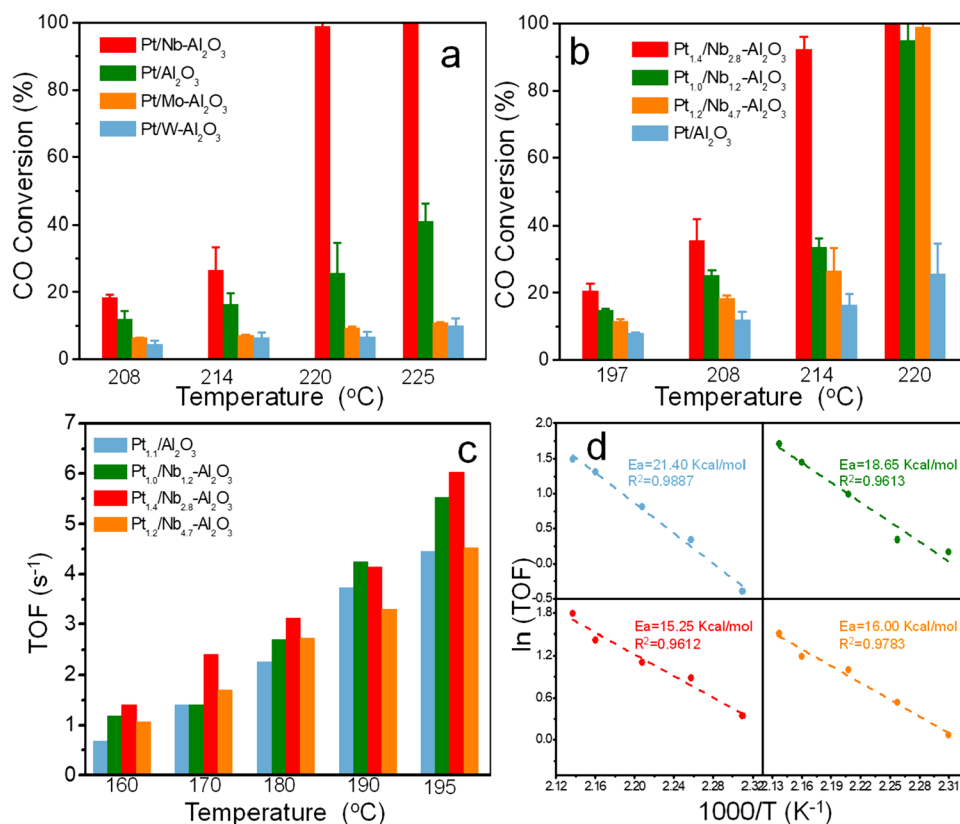 a
Pt/Nb-Al₂O₃
Pt/Al₂O₃
Pt/Mo-Al₂O₃
Pt/W-Al₂O₃
CO Conversion (%)
100
80
60
40
20
0
208 214 220 225
Temperature (°C)
b
Pt₁.₄/Nb₂.₈-Al₂O₃
Pt₁.₀/Nb₁.₂-Al₂O₃
Pt₁.₂/Nb₄.₇-Al₂O₃
Pt/Al₂O₃
CO Conversion (%)
100
80
60
40
20
0
197 208 214 220
Temperature (°C)
c
Pt₁.₁/Al₂O₃
Pt₁.₀/Nb₁.₂-Al₂O₃
Pt₁.₄/Nb₂.₈-Al₂O₃
Pt₁.₂/Nb₄.₇-Al₂O₃
TOF (s⁻¹)
7
6
5
4
3
2
1
0
160 170 180 190 195
Temperature (°C)
d
Ea=21.40 Kcal/mol
R²=0.9887
Ea=18.65 Kcal/mol
R²=0.9613
Ea=15.25 Kcal/mol
R²=0.9612
Ea=16.00 Kcal/mol
R²=0.9783
ln (TOF)
2.0
1.5
1.0
0.5
-0.0
-0.5
1.8
1.2
0.6
0.0
2.12 2.16 2.20 2.24 2.28 2.32 2.13 2.16 2.19 2.21 2.25 2.28 2.31
1000/T (K⁻¹)